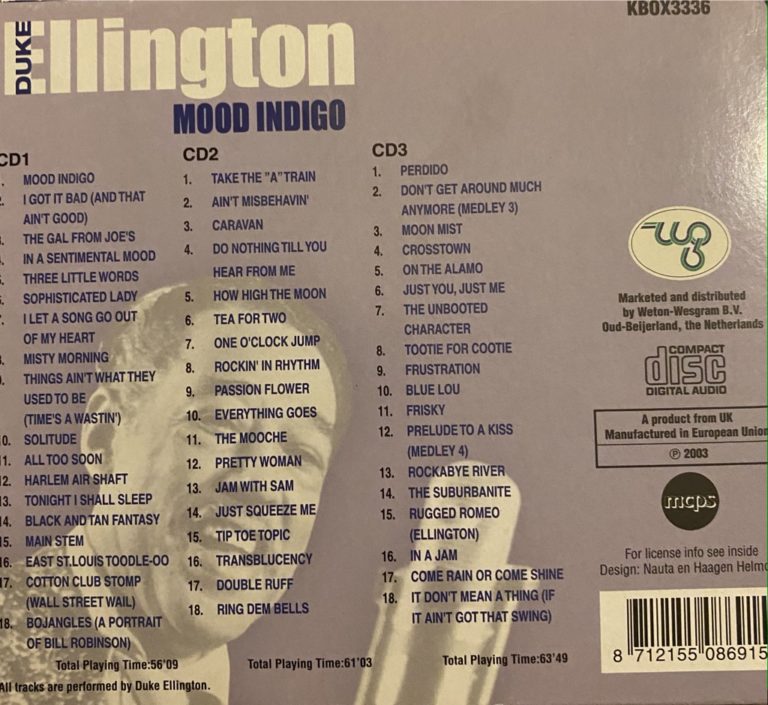 KBOX3336
DUKE
Ellington
MOOD INDIGO
CD1
. MOOD INDIGO
. I GOT IT BAD (AND THAT
AIN'T GOOD)
. THE GAL FROM JOE'S
. IN A SENTIMENTAL MOOD
. THREE LITTLE WORDS
. SOPHISTICATED LADY
. I LET A SONG GO OUT
OF MY HEART
. MISTY MORNING
. THINGS AIN'T WHAT THEY
USED TO BE
(TIME'S A WASTIN')
0. SOLITUDE
11. ALL TOO SOON
12. HARLEM AIR SHAFT
13. TONIGHT I SHALL SLEEP
14. BLACK AND TAN FANTASY
15. MAIN STEM
16. EAST ST.LOUIS TOODLE-OO
17. COTTON CLUB STOMP
(WALL STREET WAIL)
18. BOJANGLES (A PORTRAIT
OF BILL ROBINSON)
Total Playing Time:56'09
All tracks are performed by Duke Ellington.
CD2
1. TAKE THE "A" TRAIN
2. AIN'T MISBEHAVIN'
3. CARAVAN
4. DO NOTHING TILL YOU
HEAR FROM ME
5. HOW HIGH THE MOON
6. TEA FOR TWO
7. ONE O'CLOCK JUMP
8. ROCKIN' IN RHYTHM
9. PASSION FLOWER
10. EVERYTHING GOES
11. THE MOOCHE
12. PRETTY WOMAN
13. JAM WITH SAM
14. JUST SQUEEZE ME
15. TIP TOE TOPIC
16. TRANSBLUCENCY
17. DOUBLE RUFF
18. RING DEM BELLS
Total Playing Time:61'03
CD3
1. PERDIDO
2. DON'T GET AROUND MUCH
ANYMORE (MEDLEY 3)
3. MOON MIST
4. CROSSTOWN
5. ON THE ALAMO
6. JUST YOU, JUST ME
7. THE UNBOOTED
CHARACTER
8. TOOTIE FOR COOTIE
9. FRUSTRATION
10. BLUE LOU
11. FRISKY
12. PRELUDE TO A KISS
(MEDLEY 4)
13. ROCKABYE RIVER
14. THE SUBURBANITE
15. RUGGED ROMEO
(ELLINGTON)
16. IN A JAM
17. COME RAIN OR COME SHINE
18. IT DON'T MEAN A THING (IF
IT AIN'T GOT THAT SWING)
Total Playing Time:63'49
Marketed and distributed
by Weton-Wesgram B.V.
Oud-Beijerland, the Netherlands
COMPACT
disc
DIGITAL AUDIO
A product from UK
Manufactured in European Union
℗ 2003
mcps
For license info see inside
Design: Nauta en Haagen Helmo
8 712155 086915